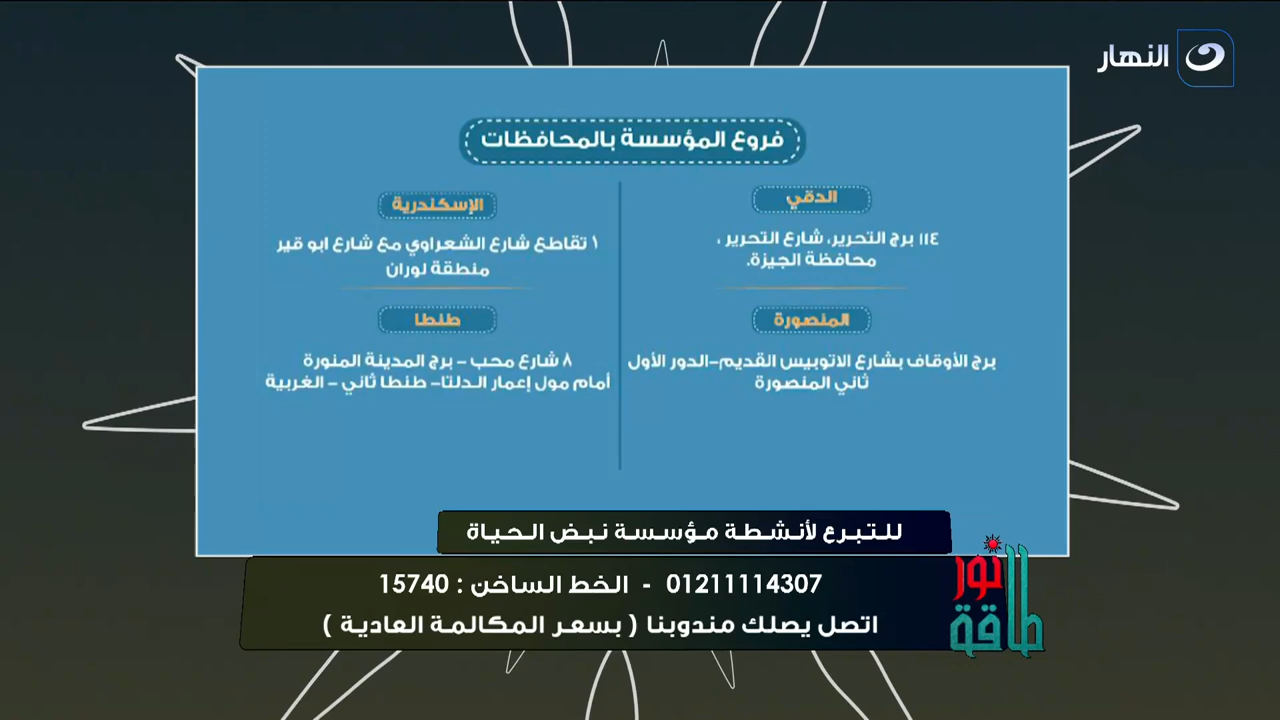 النهار
فروع المؤسسة بالمحافظات
الدقي
١١٤ برج التحرير، شارع التحرير ،
محافظة الجيزة.
الإسكندرية
١ تقاطع شارع الشعراوي مع شارع ابو قير
منطقة لوران
المنصورة
برج الأوقاف بشارع الاتوبيس القديم-الدور الأول
ثاني المنصورة
طنطا
٨ شارع محب - برج المدينة المنورة
أمام مول إعمار الدلتا- طنطا ثاني - الغربية
للتبرع لأنشطة مؤسسة نبض الحياة
01211114307 - الخط الساخن : 15740
اتصل يصلك مندوبنا ( بسعر المكالمة العادية )
طاقة نور